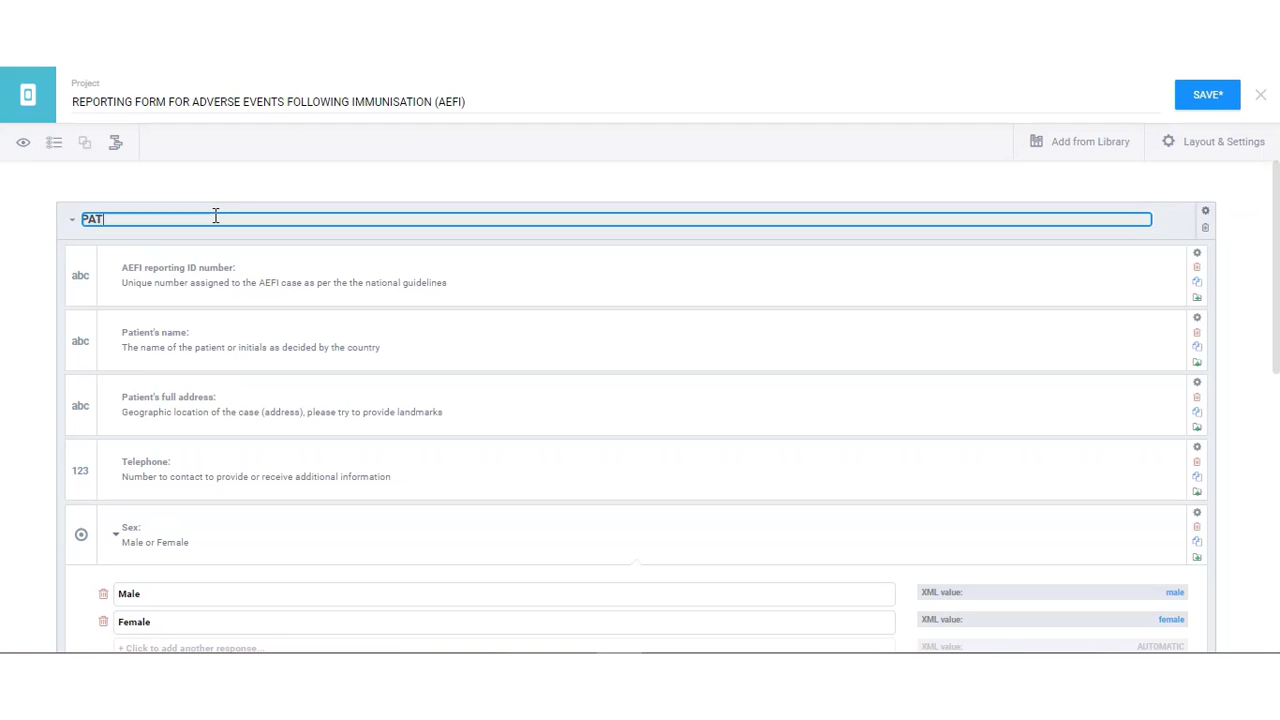 Project
REPORTING FORM FOR ADVERSE EVENTS FOLLOWING IMMUNISATION (AEFI)
SAVE*
Add from Library
Layout & Settings
PAT
abc
AEFI reporting ID number:
Unique number assigned to the AEFI case as per the the national guidelines
abc
Patient's name:
The name of the patient or initials as decided by the country
abc
Patient's full address:
Geographic location of the case (address), please try to provide landmarks
123
Telephone:
Number to contact to provide or receive additional information
Sex:
Male or Female
Male
XML value: male
Female
XML value: female
+ Click to add another response...
XML value: AUTOMATIC